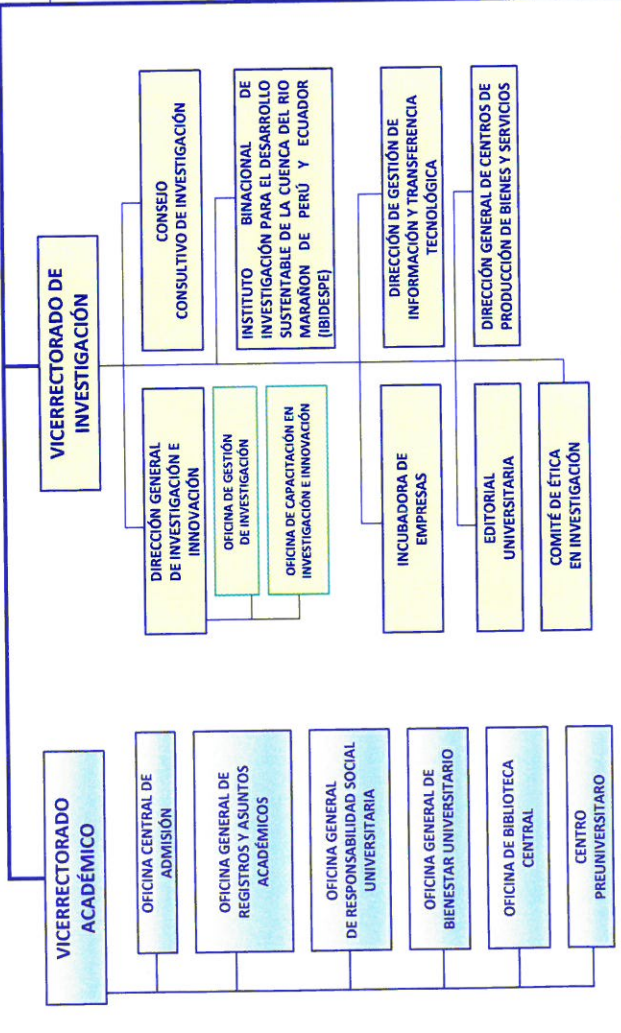 VICERRECTORADO
ACADÉMICO
OFICINA CENTRAL DE
ADMISIÓN
OFICINA GENERAL DE
REGISTROS Y ASUNTOS
ACADÉMICOS
OFICINA GENERAL
DE RESPONSABILIDAD SOCIAL
UNIVERSITARIA
OFICINA GENERAL DE
BIENESTAR UNIVERSITARIO
OFICINA DE BIBLIOTECA
CENTRAL
CENTRO
PREUNIVERSITARO
VICERRECTORADO DE
INVESTIGACIÓN
DIRECCIÓN GENERAL
DE INVESTIGACIÓN E
INNOVACIÓN
OFICINA DE GESTIÓN
DE INVESTIGACIÓN
OFICINA DE CAPACITACIÓN EN
INVESTIGACIÓN E INNOVACIÓN
INCUBADORA DE
EMPRESAS
EDITORIAL
UNIVERSITARIA
COMITÉ DE ÉTICA
EN INVESTIGACIÓN
CONSEJO
CONSULTIVO DE INVESTIGACIÓN
INSTITUTO BINACIONAL DE
INVESTIGACIÓN PARA EL DESARROLLO
SUSTENTABLE DE LA CUENCA DEL RIO
MARAÑÓN DE PERÚ Y ECUADOR
(IBIDESPE)
DIRECCIÓN DE GESTIÓN DE
INFORMACIÓN Y TRANSFERENCIA
TECNOLÓGICA
DIRECCIÓN GENERAL DE CENTROS DE
PRODUCCIÓN DE BIENES Y SERVICIOS